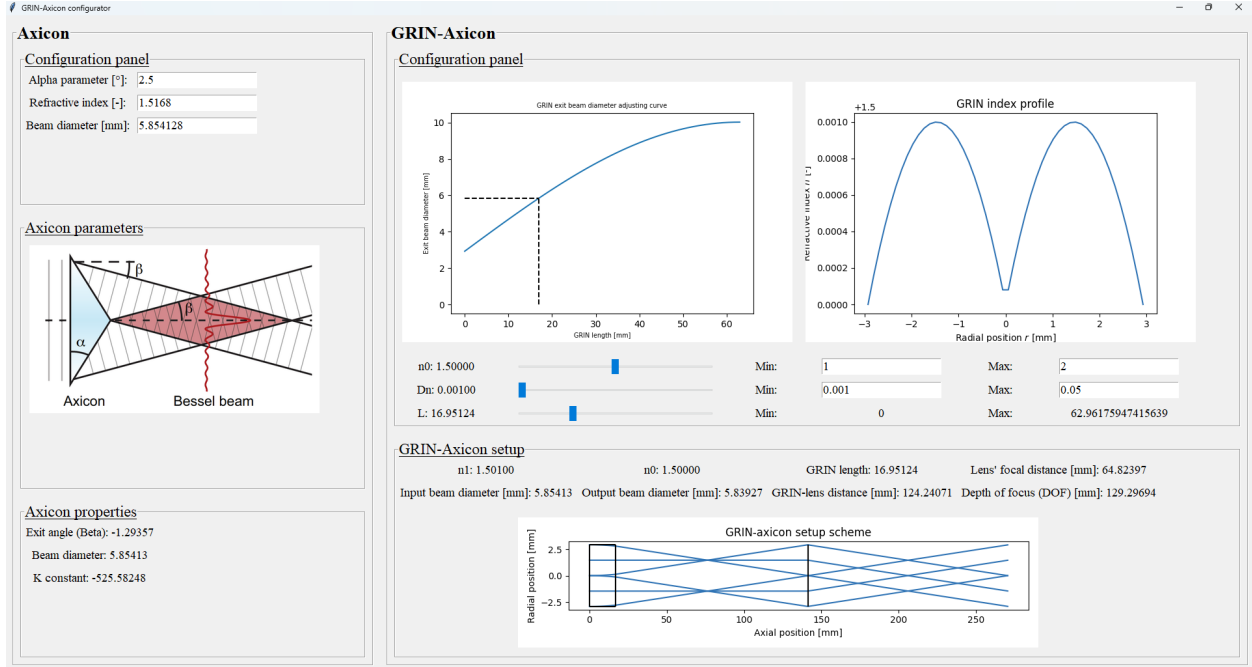 GRIN-Axicon configurator
Axicon
Configuration panel
Alpha parameter [°]: 2.5
Refractive index [-]: 1.5168
Beam diameter [mm]: 5.854128
Axicon parameters
β
β
α
Axicon Bessel beam
Axicon properties
Exit angle (Beta): -1.29357
Beam diameter: 5.85413
K constant: -525.58248
GRIN-Axicon
Configuration panel
GRIN exit beam diameter adjusting curve
Exit beam diameter [mm]
10
8
6
4
2
0
0 10 20 30 40 50 60
GRIN length [mm]
+1.5 GRIN index profile
Refractive index n [-]
0.0010
0.0008
0.0006
0.0004
0.0002
0.0000
−3 −2 −1 0 1 2 3
Radial position r [mm]
n0: 1.50000 Min: 1 Max: 2
Dn: 0.00100 Min: 0.001 Max: 0.05
L: 16.95124 Min: 0 Max: 62.96175947415639
GRIN-Axicon setup
n1: 1.50100 n0: 1.50000 GRIN length: 16.95124 Lens' focal distance [mm]: 64.82397
Input beam diameter [mm]: 5.85413 Output beam diameter [mm]: 5.83927 GRIN-lens distance [mm]: 124.24071 Depth of focus (DOF) [mm]: 129.29694
GRIN-axicon setup scheme
Radial position [mm]
2.5
0.0
−2.5
0 50 100 150 200 250
Axial position [mm]